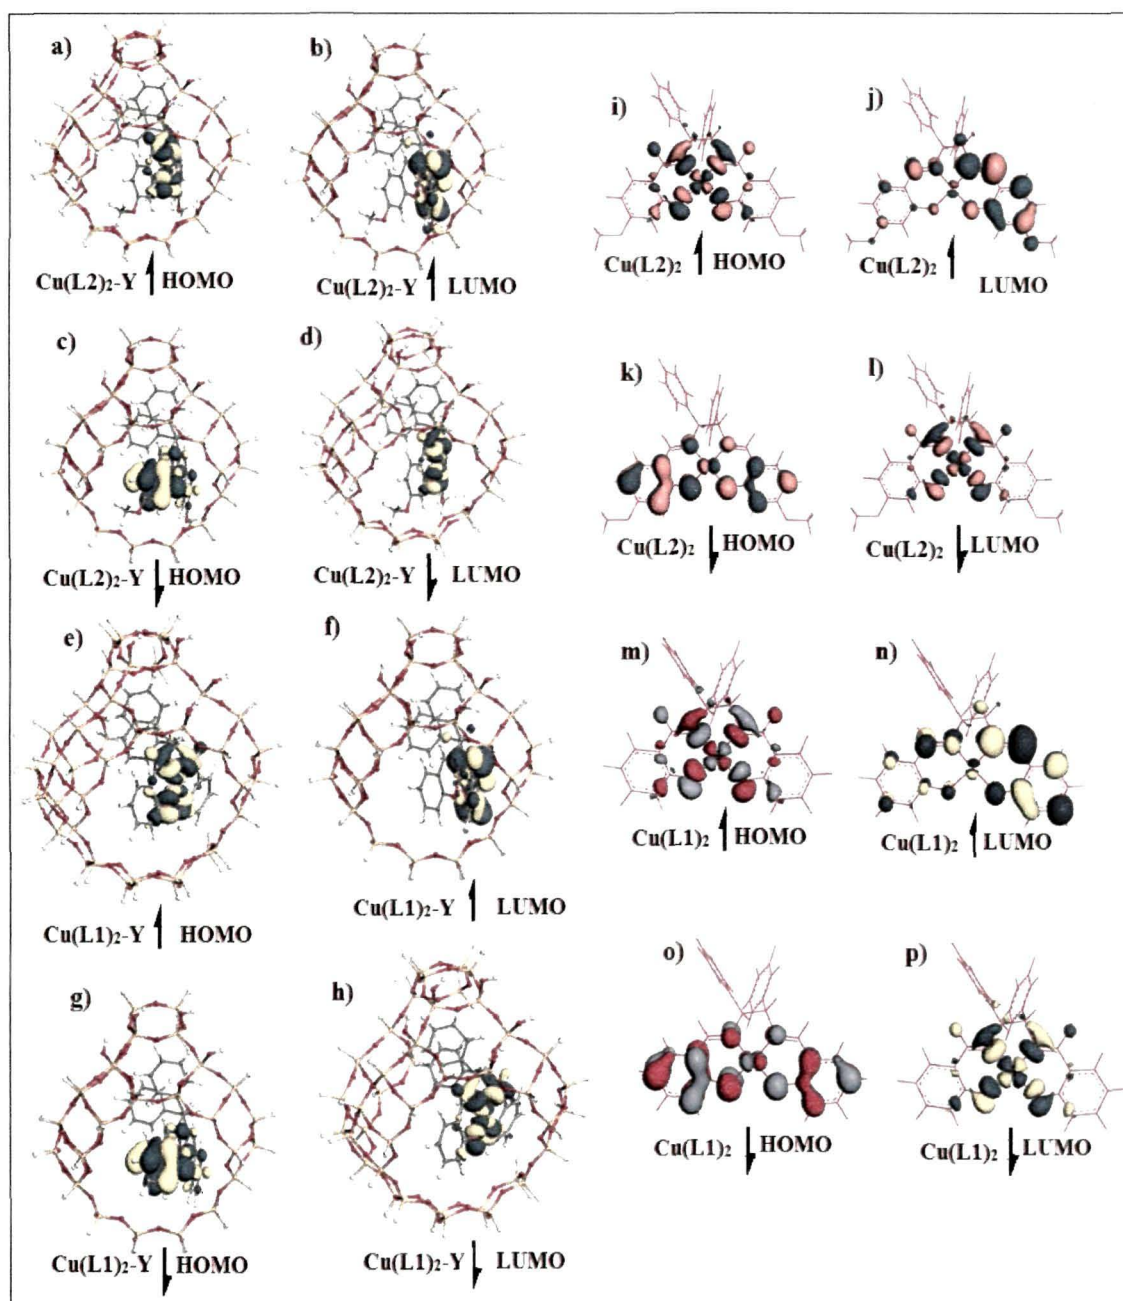 a)
b)
i)
j)
Cu(L2)₂-Y ↑ HOMO
Cu(L2)₂-Y ↑ LUMO
Cu(L2)₂ ↑ HOMO
Cu(L2)₂ ↑ LUMO
c)
d)
k)
l)
Cu(L2)₂-Y ↓ HOMO
Cu(L2)₂-Y ↓ LUMO
Cu(L2)₂ ↓ HOMO
Cu(L2)₂ ↓ LUMO
e)
f)
m)
n)
Cu(L1)₂-Y ↑ HOMO
Cu(L1)₂-Y ↑ LUMO
Cu(L1)₂ ↑ HOMO
Cu(L1)₂ ↑ LUMO
g)
h)
o)
p)
Cu(L1)₂-Y ↓ HOMO
Cu(L1)₂-Y ↓ LUMO
Cu(L1)₂ ↓ HOMO
Cu(L1)₂ ↓ LUMO